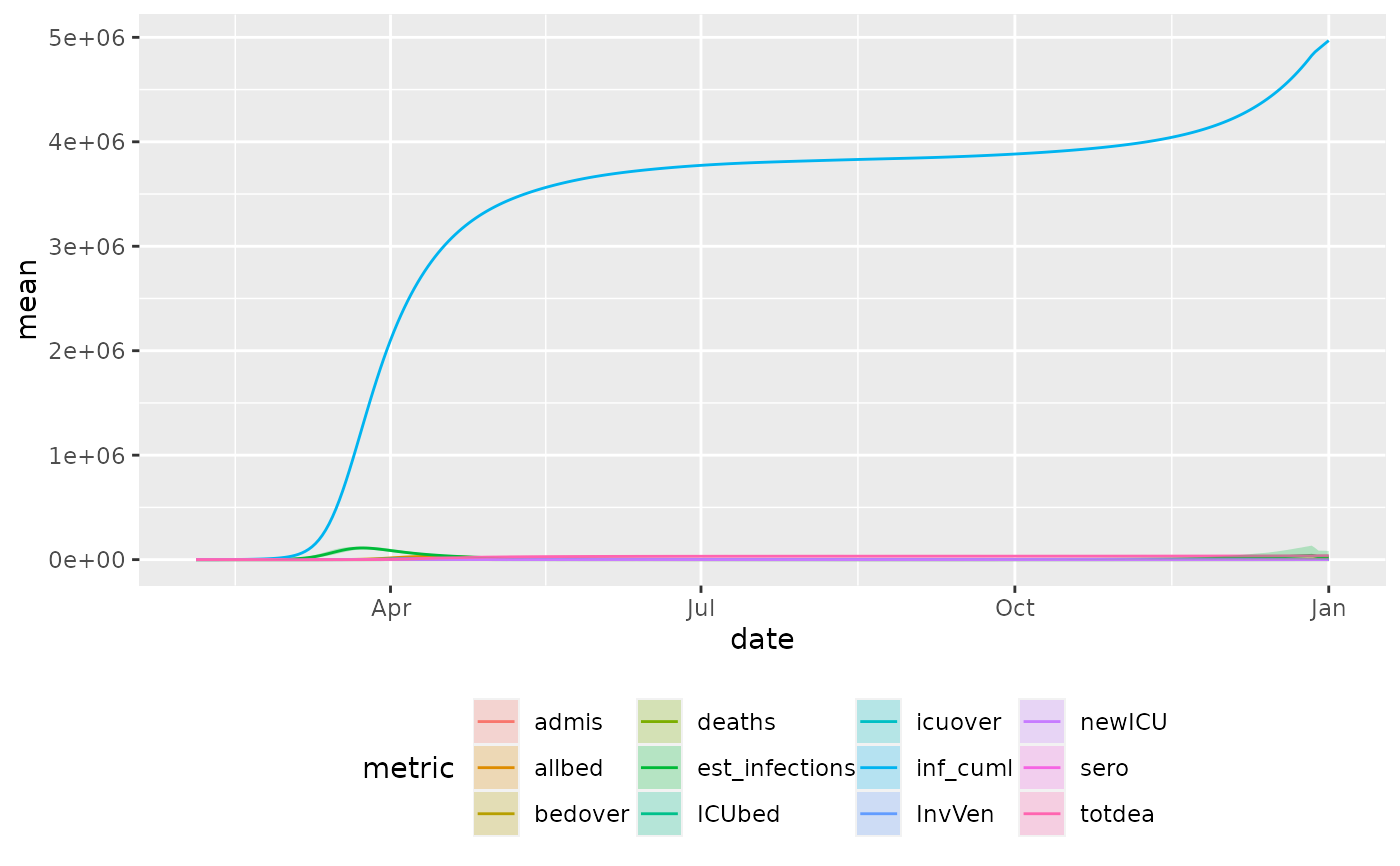 5e+06
4e+06
3e+06
2e+06
1e+06
0e+00
mean
Apr Jul Oct Jan
date
metric
admis deaths icuover newICU
allbed est_infections inf_cuml sero
bedover ICUbed InvVen totdea